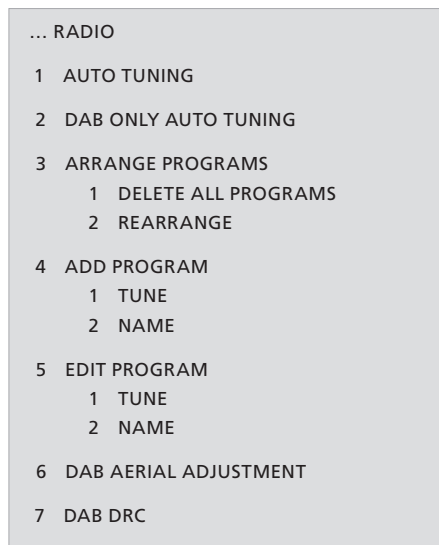 … RADIO
1 AUTO TUNING
2 DAB ONLY AUTO TUNING
3 ARRANGE PROGRAMS
1 DELETE ALL PROGRAMS
2 REARRANGE
4 ADD PROGRAM
1 TUNE
2 NAME
5 EDIT PROGRAM
1 TUNE
2 NAME
6 DAB AERIAL ADJUSTMENT
7 DAB DRC